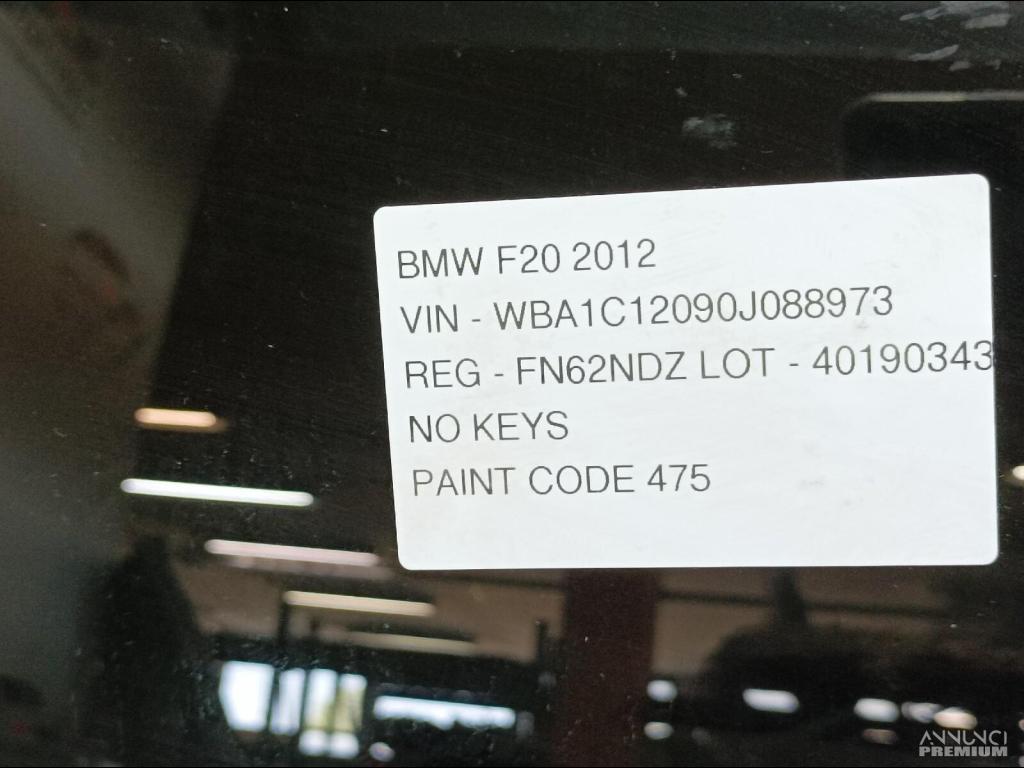 BMW F20 2012
VIN - WBA1C12090J088973
REG - FN62NDZ LOT - 40190343
NO KEYS
PAINT CODE 475
ANNUNCI
PREMIUM